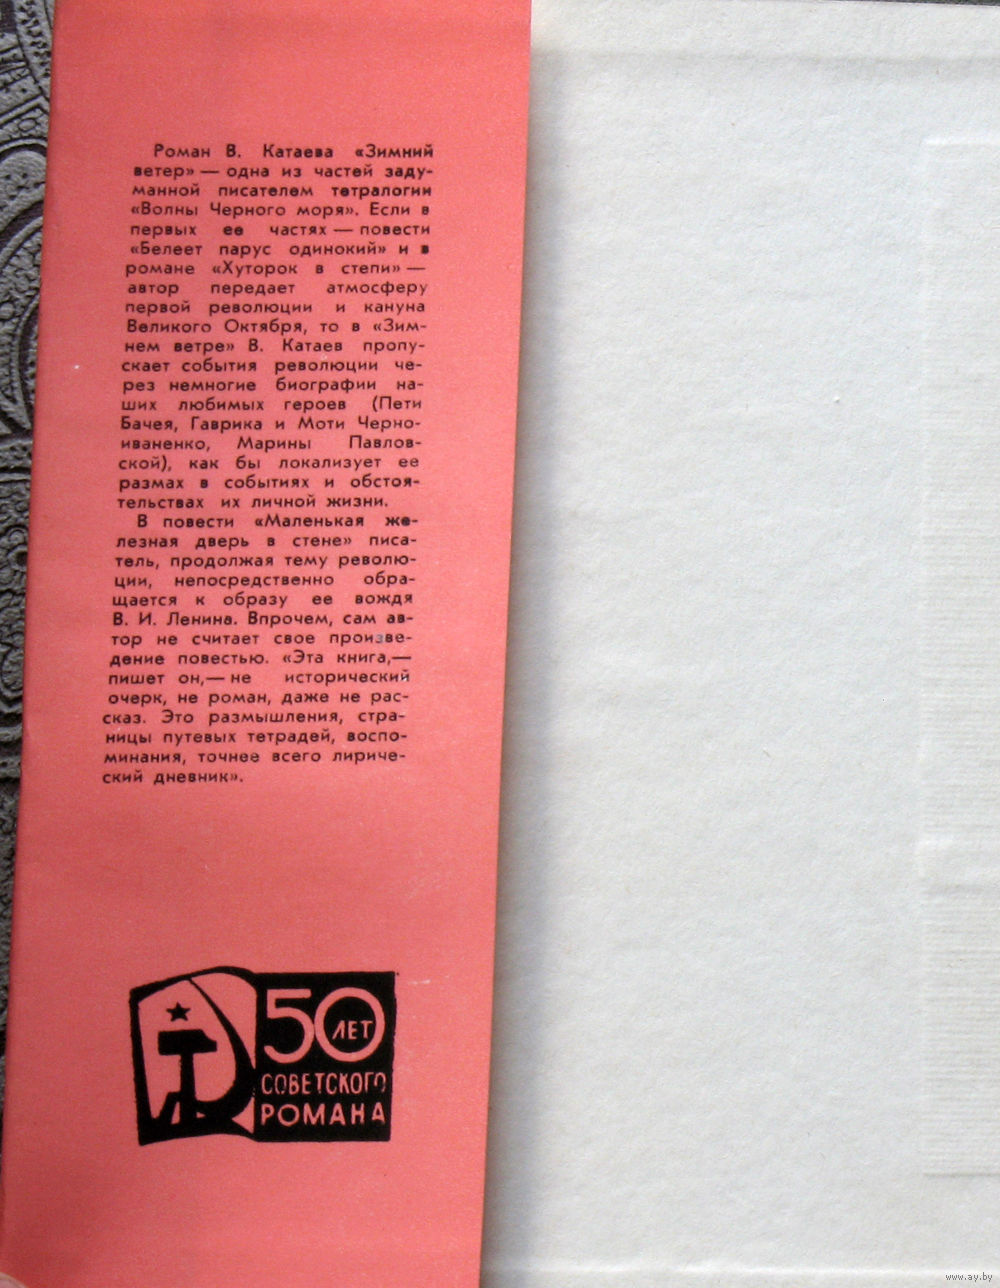 Роман В. Катаева «Зимний
ветер» — одна из частей заду-
манной писателем тетралогии
«Волны Черного моря». Если в
первых ее частях — повести
«Белеет парус одинокий» и в
романе «Хуторок в степи» —
автор передает атмосферу
первой революции и кануна
Великого Октября, то в «Зим-
нем ветре» В. Катаев пропу-
скает события революции че-
рез немногие биографии на-
ших любимых героев (Пети
Бачея, Гаврика и Моти Черно-
иваненко, Марины Павлов-
ской), как бы локализует ее
размах в событиях и обстоя-
тельствах их личной жизни.
В повести «Маленькая же-
лезная дверь в стене» писа-
тель, продолжая тему револю-
ции, непосредственно обра-
щается к образу ее вождя
В. И. Ленина. Впрочем, сам ав-
тор не считает свое произве-
дение повестью. «Эта книга,—
пишет он,— не исторический
очерк, не роман, даже не рас-
сказ. Это размышления, стра-
ницы путевых тетрадей, воспо-
минания, точнее всего лириче-
ский дневник».
50
ЛЕТ
СОВЕТСКОГО
РОМАНА
www.ay.by